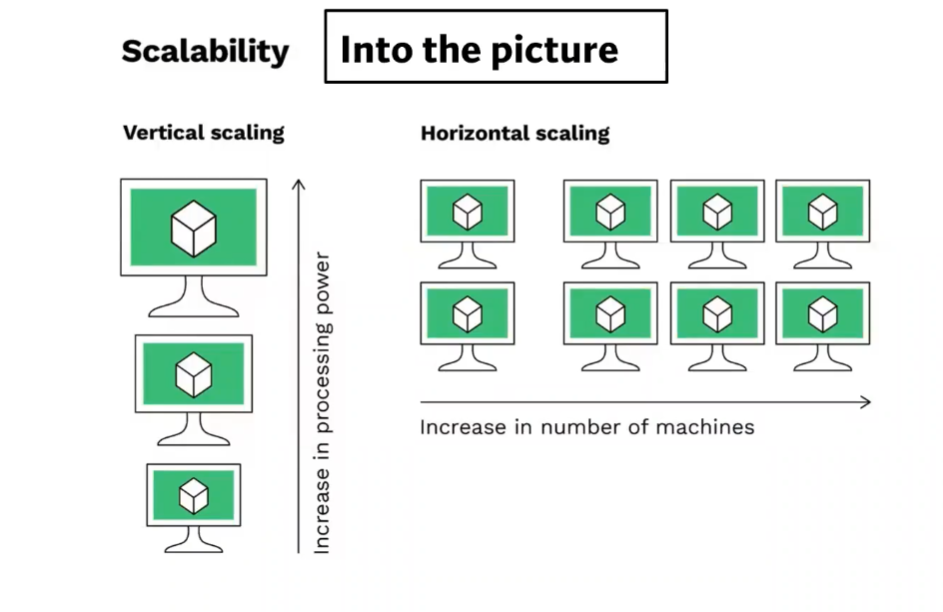 Scalability
Into the picture
Vertical scaling
Increase in processing power
Horizontal scaling
Increase in number of machines